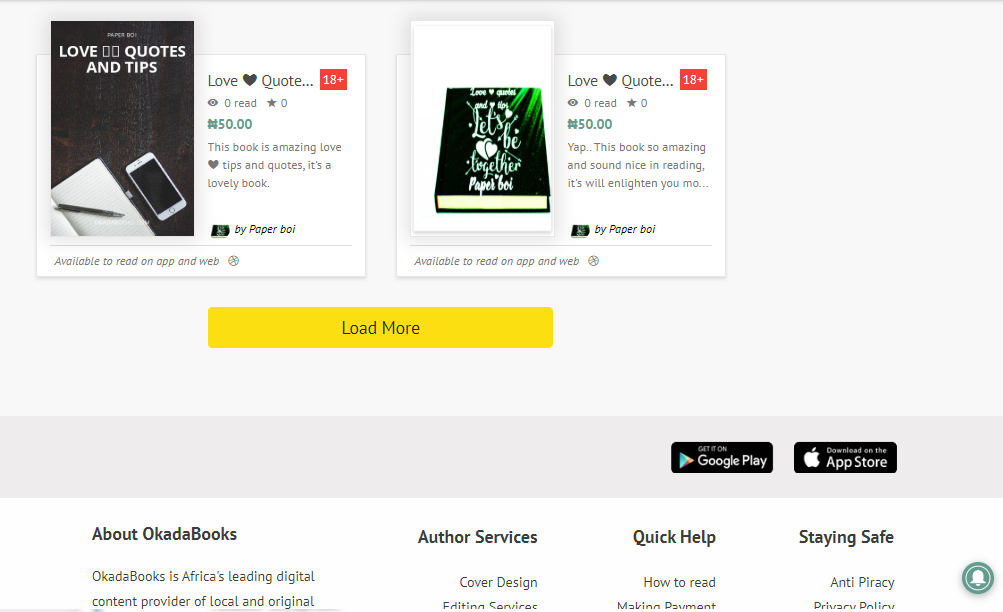 PAPER BOI
LOVE QUOTES
AND TIPS
Love ❤ Quote... 18+
0 read ★ 0
₦50.00
This book is amazing love
❤ tips and quotes, it's a
lovely book.
by Paper boi
Available to read on app and web
Love ♥ quotes
and ♥ tips
Let's
be
together
Paper boi
Love ❤ Quote... 18+
0 read ★ 0
₦50.00
Yap.. This book so amazing
and sound nice in reading,
it's will enlighten you mo...
by Paper boi
Available to read on app and web
Load More
GET IT ON
Google Play
Download on the
App Store
About OkadaBooks
OkadaBooks is Africa's leading digital
content provider of local and original
Author Services
Cover Design
Editing Services
Quick Help
How to read
Making Payment
Staying Safe
Anti Piracy
Privacy Policy